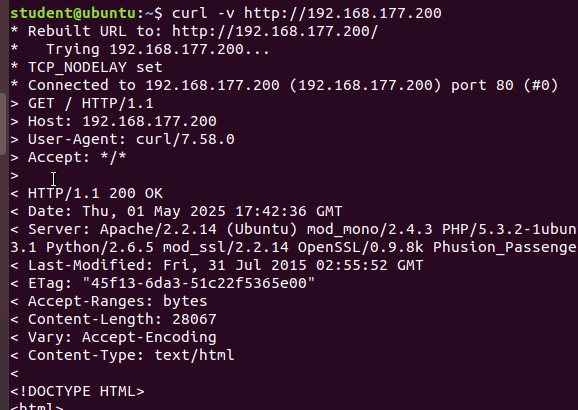 student@ubuntu:~$ curl -v http://192.168.177.200
* Rebuilt URL to: http://192.168.177.200/
*   Trying 192.168.177.200...
* TCP_NODELAY set
* Connected to 192.168.177.200 (192.168.177.200) port 80 (#0)
> GET / HTTP/1.1
> Host: 192.168.177.200
> User-Agent: curl/7.58.0
> Accept: */*
>
< HTTP/1.1 200 OK
< Date: Thu, 01 May 2025 17:42:36 GMT
< Server: Apache/2.2.14 (Ubuntu) mod_mono/2.4.3 PHP/5.3.2-1ubun
3.1 Python/2.6.5 mod_ssl/2.2.14 OpenSSL/0.9.8k Phusion_Passenge
< Last-Modified: Fri, 31 Jul 2015 02:55:52 GMT
< ETag: "45f13-6da3-51c22f5365e00"
< Accept-Ranges: bytes
< Content-Length: 28067
< Vary: Accept-Encoding
< Content-Type: text/html
<
<!DOCTYPE HTML>
<html>